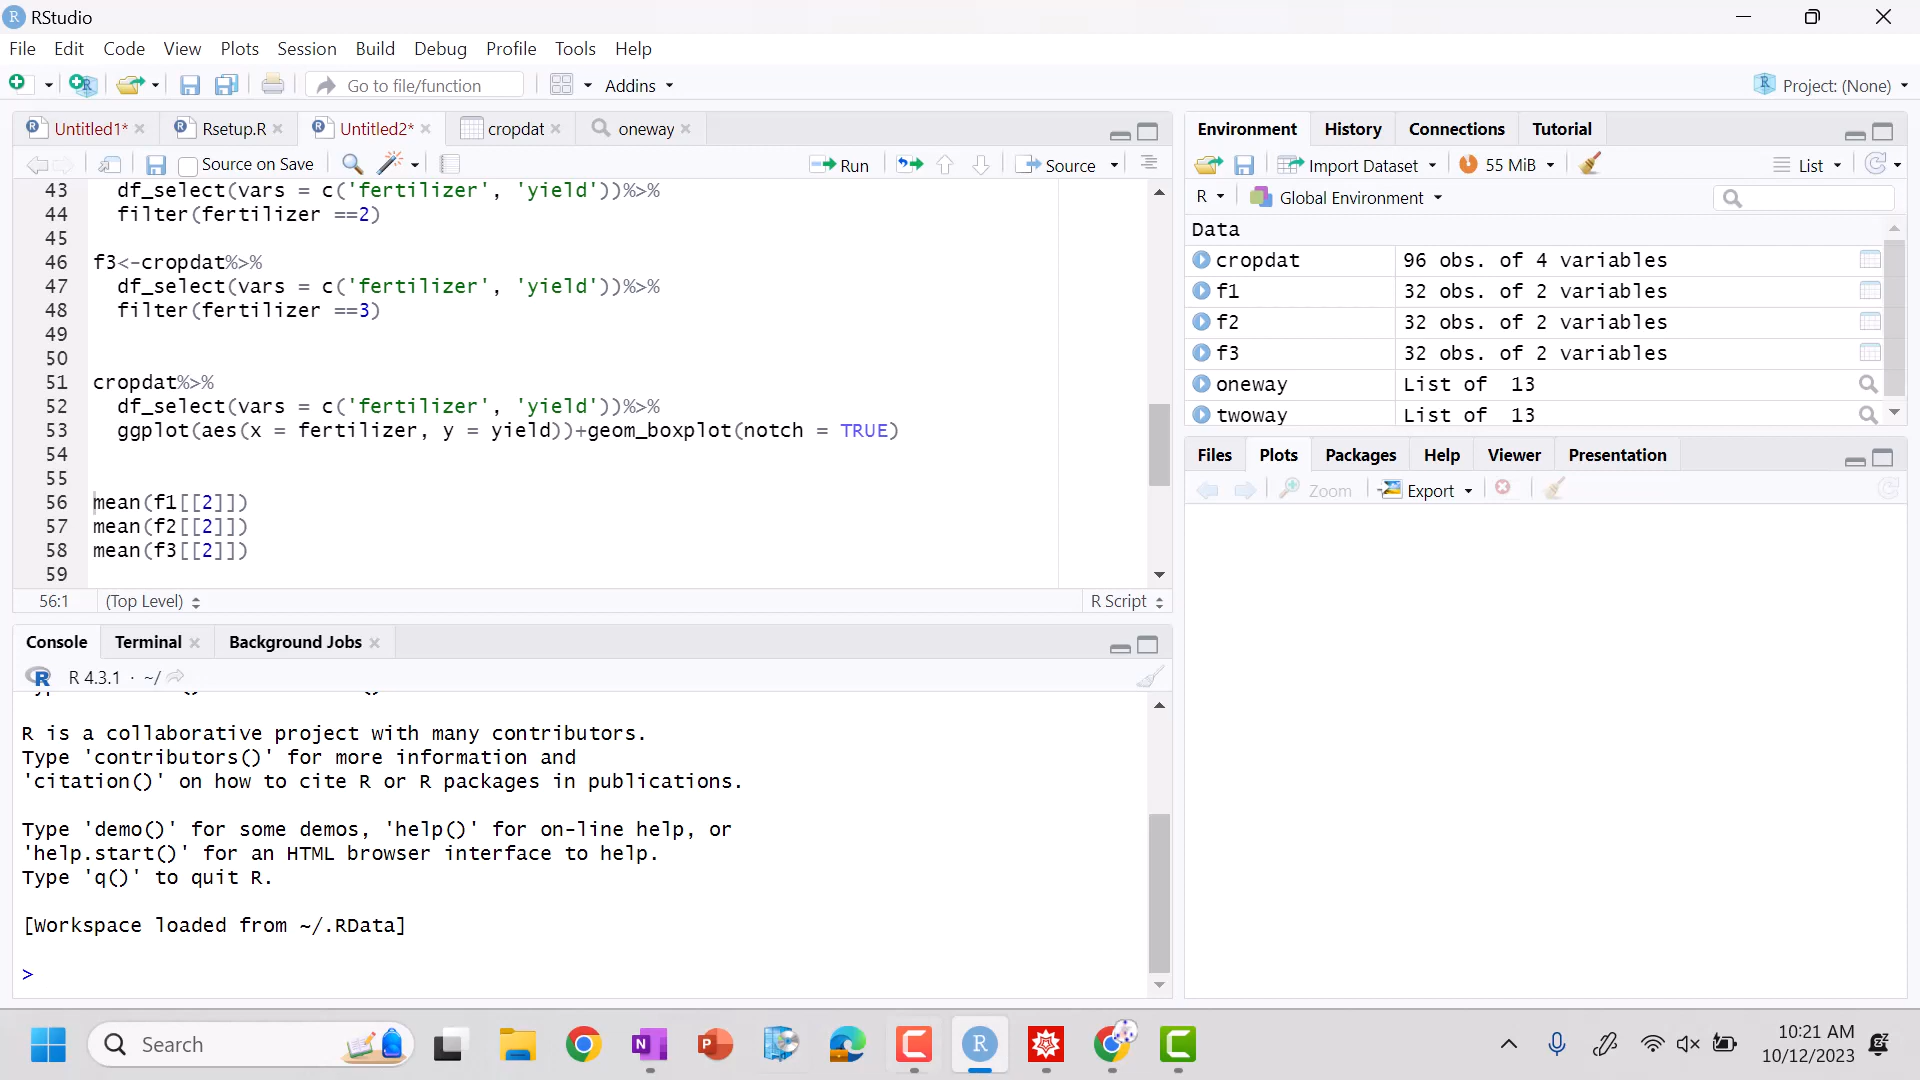 RStudio
File Edit Code View Plots Session Build Debug Profile Tools Help
Go to file/function Addins Project: (None)
Untitled1* Rsetup.R Untitled2* cropdat oneway
Source on Save Run Source
43 df_select(vars = c('fertilizer', 'yield'))%>%
44 filter(fertilizer ==2)
45
46 f3<-cropdat%>%
47 df_select(vars = c('fertilizer', 'yield'))%>%
48 filter(fertilizer ==3)
49
50
51 cropdat%>%
52 df_select(vars = c('fertilizer', 'yield'))%>%
53 ggplot(aes(x = fertilizer, y = yield))+geom_boxplot(notch = TRUE)
54
55
56 mean(f1[[2]])
57 mean(f2[[2]])
58 mean(f3[[2]])
59
56:1 (Top Level) R Script
Console Terminal Background Jobs
R 4.3.1 · ~/
R is a collaborative project with many contributors.
Type 'contributors()' for more information and
'citation()' on how to cite R or R packages in publications.
Type 'demo()' for some demos, 'help()' for on-line help, or
'help.start()' for an HTML browser interface to help.
Type 'q()' to quit R.
[Workspace loaded from ~/.RData]
>
Environment History Connections Tutorial
Import Dataset 55 MiB List
R Global Environment
Data
cropdat 96 obs. of 4 variables
f1 32 obs. of 2 variables
f2 32 obs. of 2 variables
f3 32 obs. of 2 variables
oneway List of 13
twoway List of 13
Files Plots Packages Help Viewer Presentation
Zoom Export
Search
10:21 AM
10/12/2023